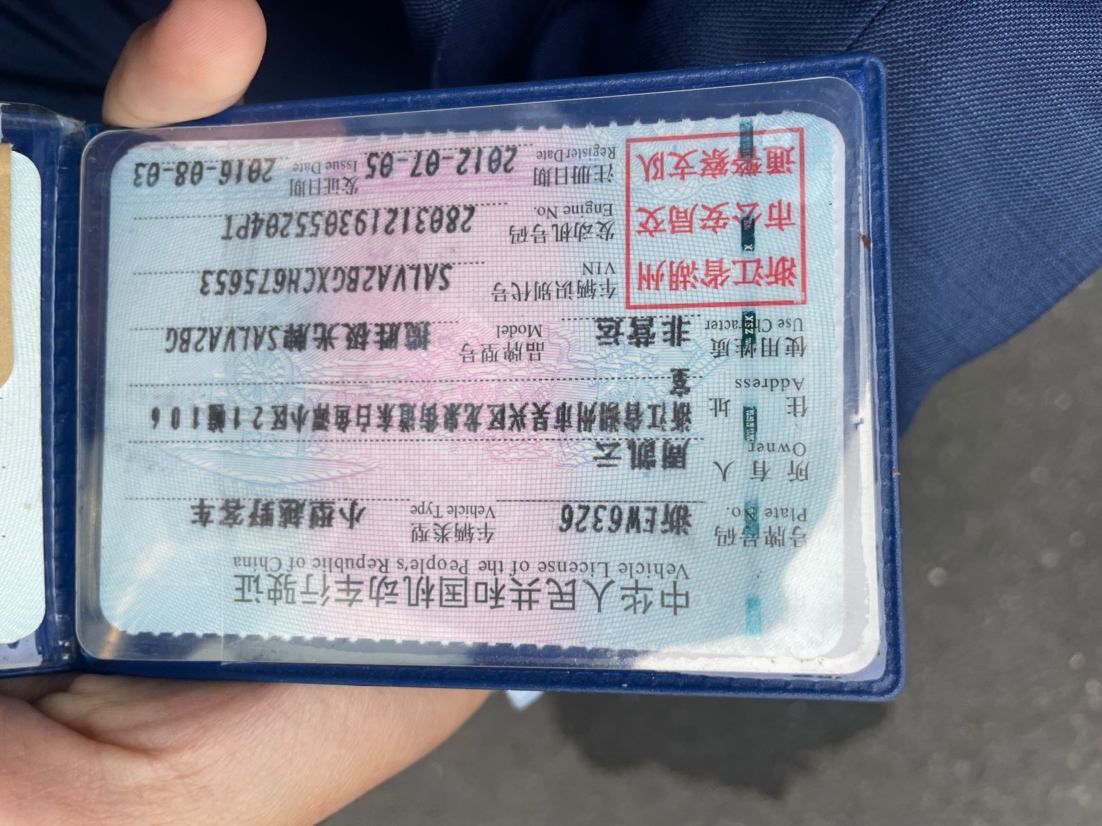 中华人民共和国机动车行驶证
Vehicle License of the People's Republic of China
号牌号码 浙EW6326 车辆类型 小型越野客车
Plate No. Vehicle Type
所有人 周凯云
Owner
住址 浙江省湖州市吴兴区龙泉街道东白鱼潭小区21幢106
Address 室
使用性质 非营运 品牌型号 揽胜极光牌SALVA2BG
Use Character Model
浙江省湖州
市公安局交
通警察支队
车辆识别代号 SALVA2BGXCH675653
VIN
发动机号码 280312193055204PT
Engine No.
注册日期 2012-07-05 发证日期 2016-08-03
Register Date Issue Date